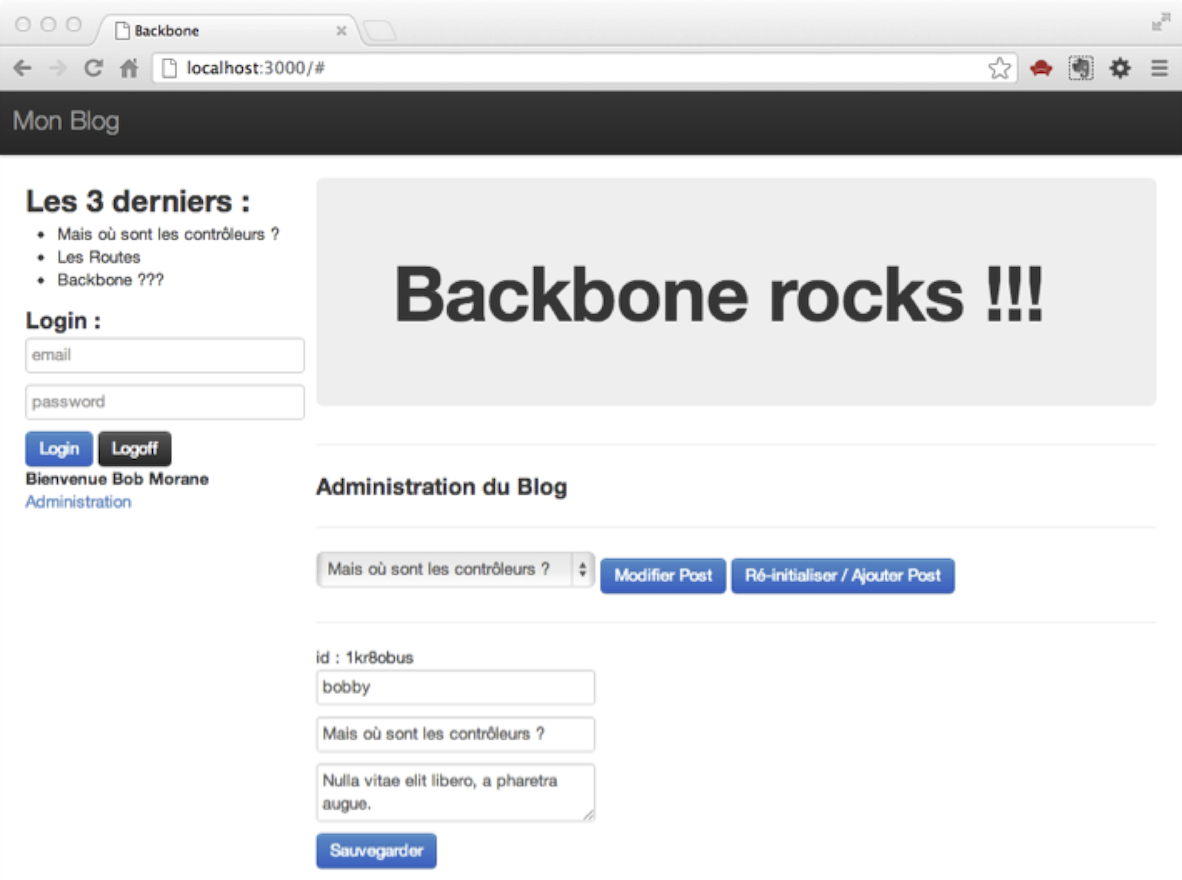 Backbone
localhost:3000/#
Mon Blog
Les 3 derniers :
Mais où sont les contrôleurs ?
Les Routes
Backbone ???
Login :
email
password
Login Logoff
Bienvenue Bob Morane
Administration
Backbone rocks !!!
Administration du Blog
Mais où sont les contrôleurs ? Modifier Post Ré-initialiser / Ajouter Post
id : 1kr8obus
bobby
Mais où sont les contrôleurs ?
Nulla vitae elit libero, a pharetra
augue.
Sauvegarder